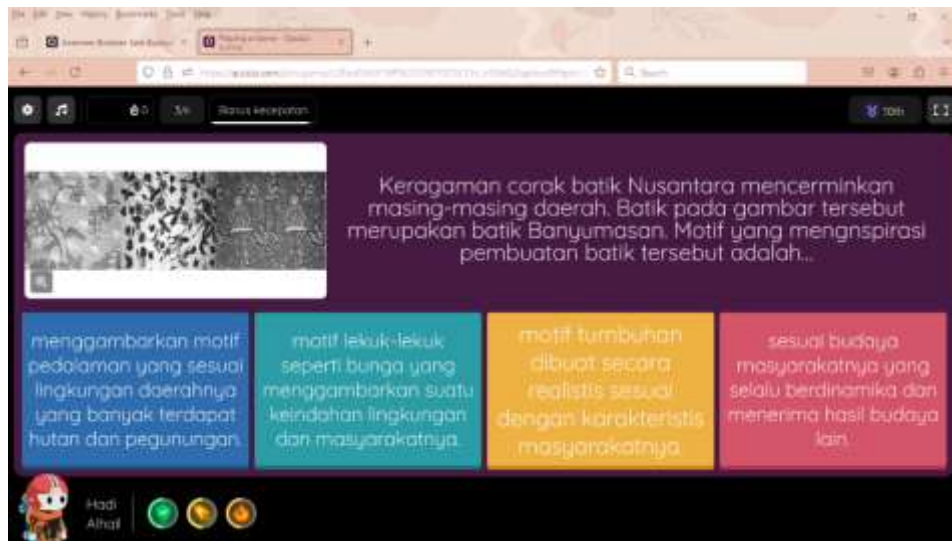 Bonus kecepatan
Keragaman corak batik Nusantara mencerminkan
masing-masing daerah. Batik pada gambar tersebut
merupakan batik Banyumasan. Motif yang mengnspirasi
pembuatan batik tersebut adalah...
menggambarkan motif
pedalaman yang sesuai
lingkungan daerahnya
yang banyak terdapat
hutan dan pegunungan.
motif lekuk-lekuk
seperti bunga yang
menggambarkan suatu
keindahan lingkungan
dan masyarakatnya.
motif tumbuhan
dibuat secara
realistis sesuai
dengan karakteristis
masyarakatnya
sesuai budaya
masyarakatnya yang
selalu berdinamika dan
menerima hasil budaya
lain.
Hadi